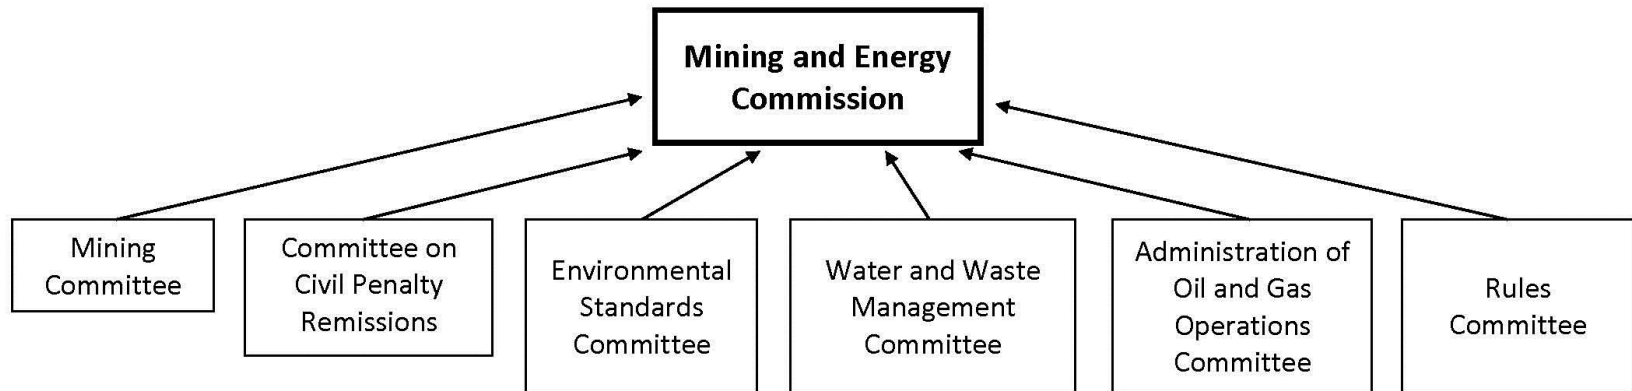 Mining and Energy
Commission
Mining
Committee
Committee on
Civil Penalty
Remissions
Environmental
Standards
Committee
Water and Waste
Management
Committee
Administration of
Oil and Gas
Operations
Committee
Rules
Committee